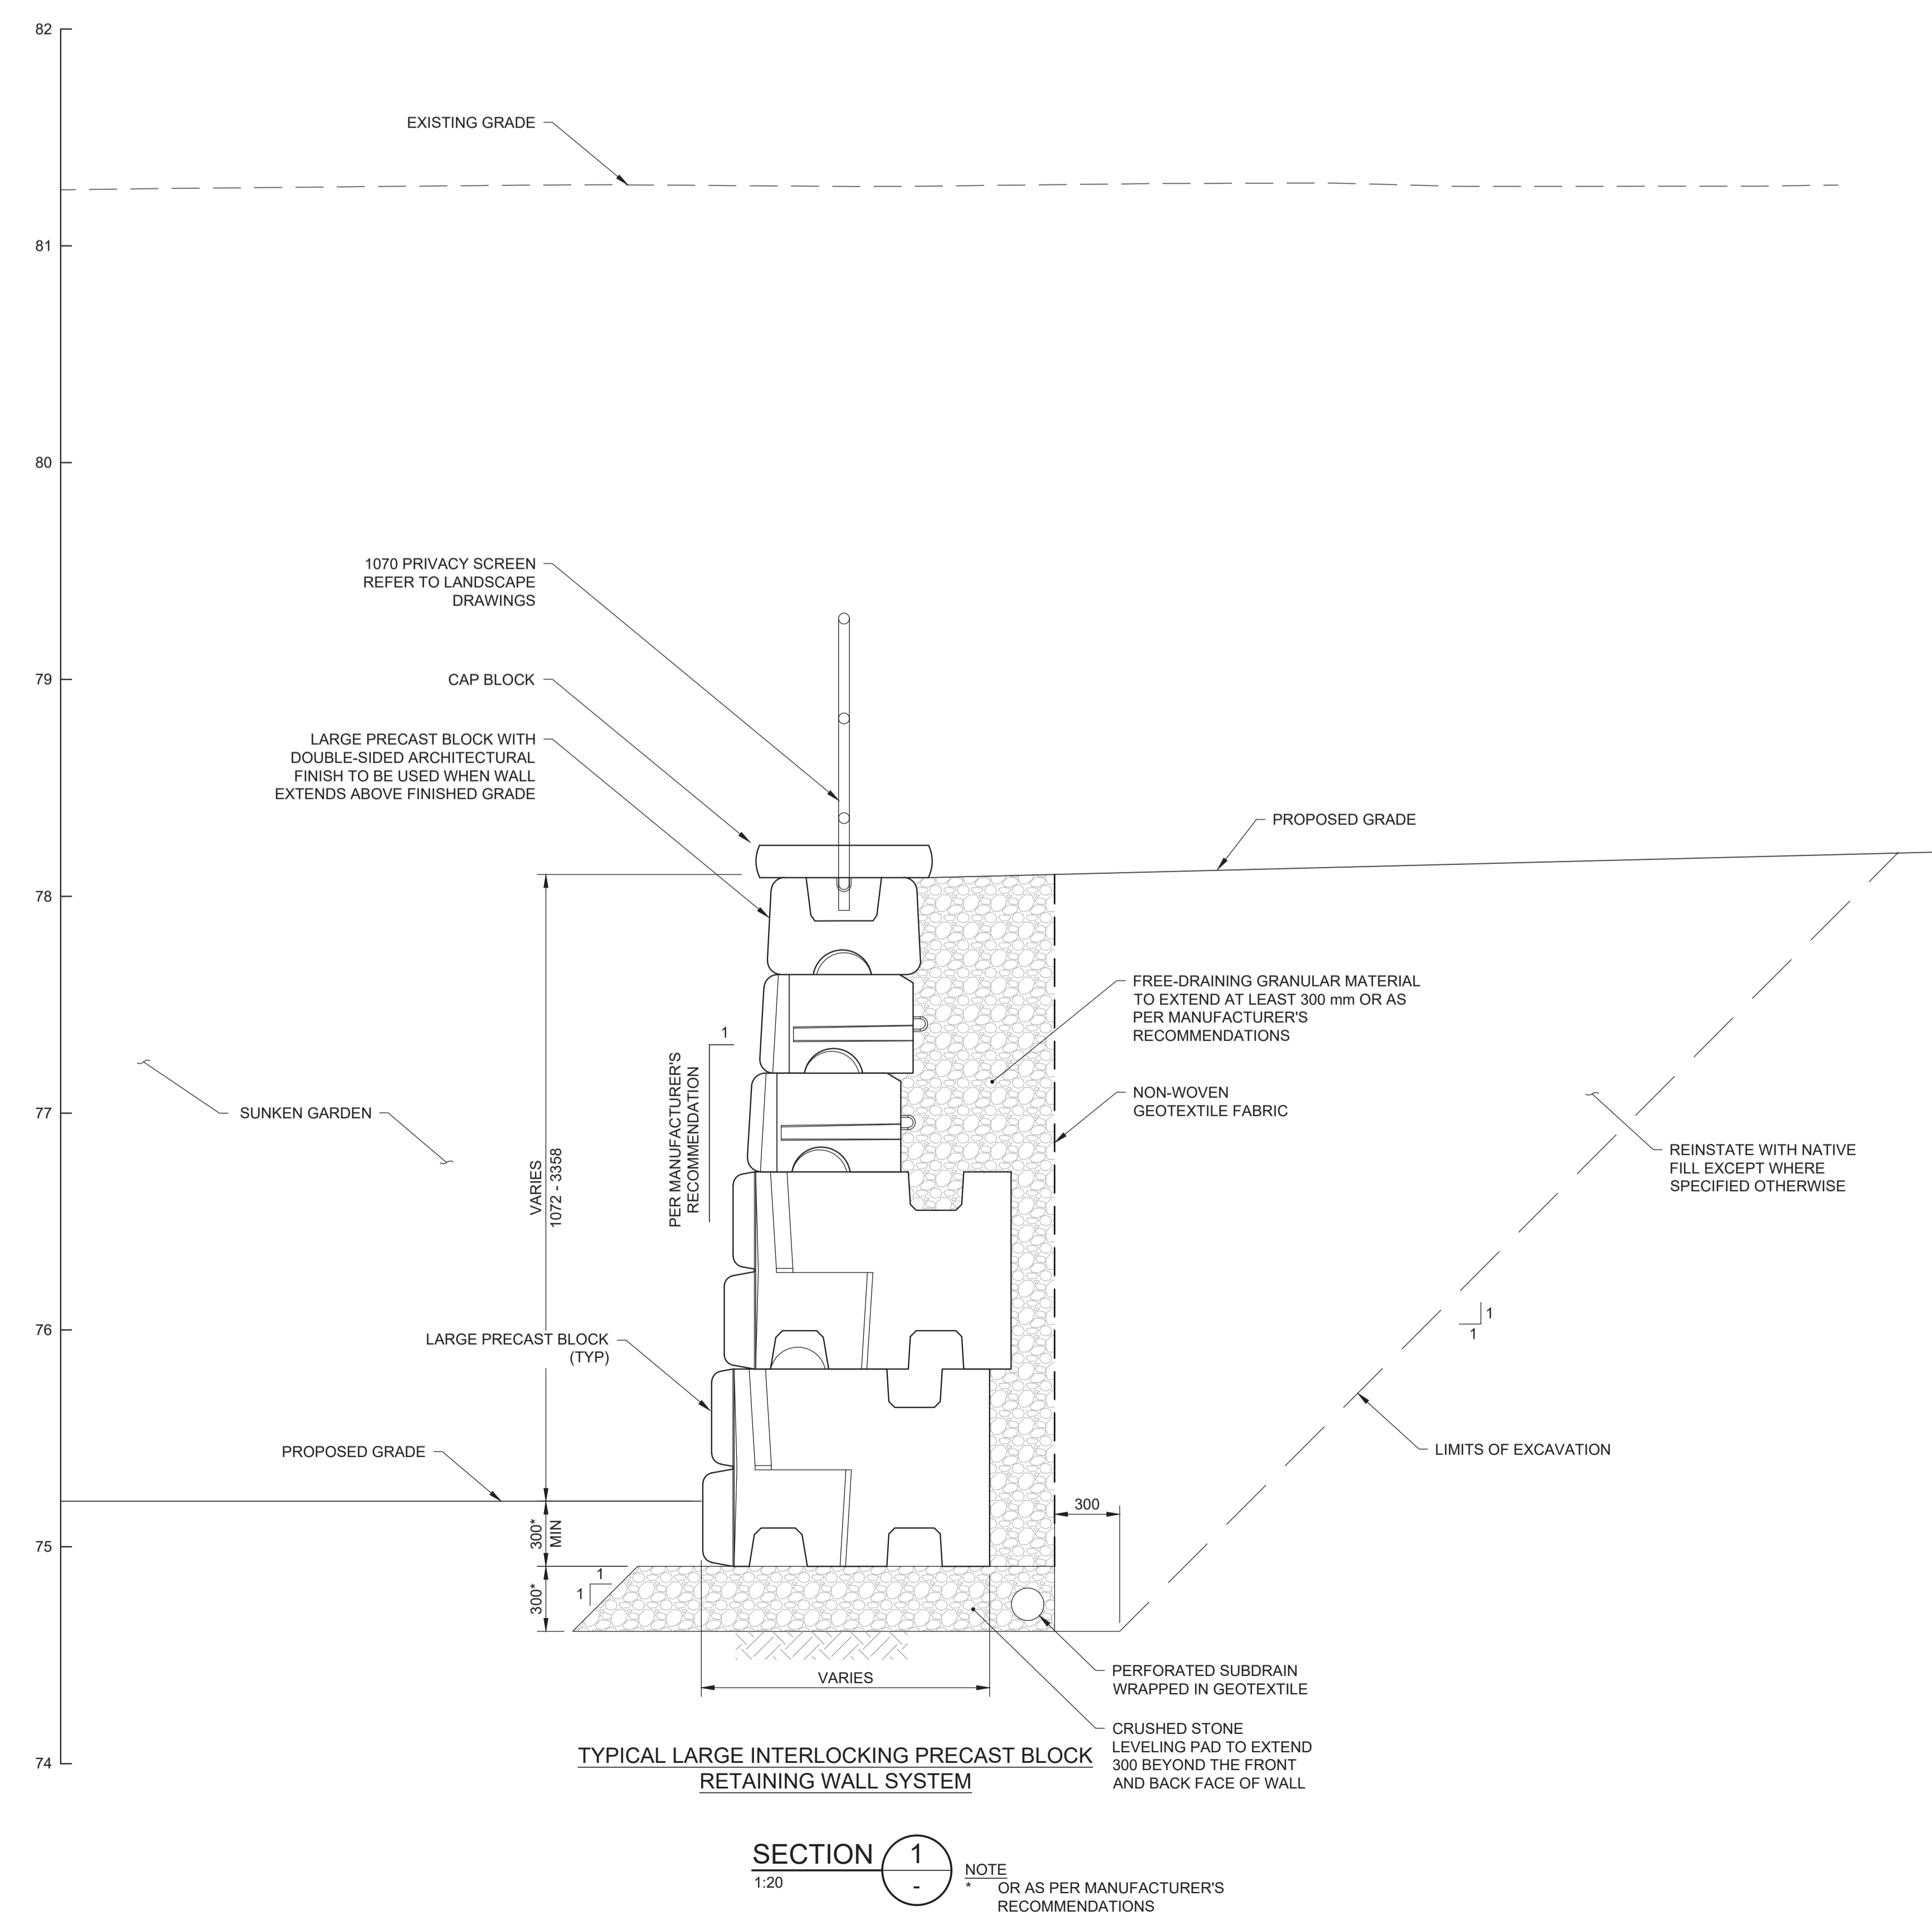 82
EXISTING GRADE
81
80
1070 PRIVACY SCREEN
REFER TO LANDSCAPE
DRAWINGS
79
CAP BLOCK
LARGE PRECAST BLOCK WITH
DOUBLE-SIDED ARCHITECTURAL
FINISH TO BE USED WHEN WALL
EXTENDS ABOVE FINISHED GRADE
PROPOSED GRADE
78
FREE-DRAINING GRANULAR MATERIAL
TO EXTEND AT LEAST 300 mm OR AS
PER MANUFACTURER'S
RECOMMENDATIONS
1
PER MANUFACTURER'S
RECOMMENDATION
NON-WOVEN
GEOTEXTILE FABRIC
77
SUNKEN GARDEN
REINSTATE WITH NATIVE
FILL EXCEPT WHERE
SPECIFIED OTHERWISE
VARIES
1072 - 3358
76
1
1
LARGE PRECAST BLOCK
(TYP)
PROPOSED GRADE
LIMITS OF EXCAVATION
300
75
300*
MIN
1
1
300*
PERFORATED SUBDRAIN
WRAPPED IN GEOTEXTILE
VARIES
CRUSHED STONE
LEVELING PAD TO EXTEND
300 BEYOND THE FRONT
AND BACK FACE OF WALL
74
TYPICAL LARGE INTERLOCKING PRECAST BLOCK
RETAINING WALL SYSTEM
SECTION 1
1:20 -
NOTE
* OR AS PER MANUFACTURER'S
RECOMMENDATIONS